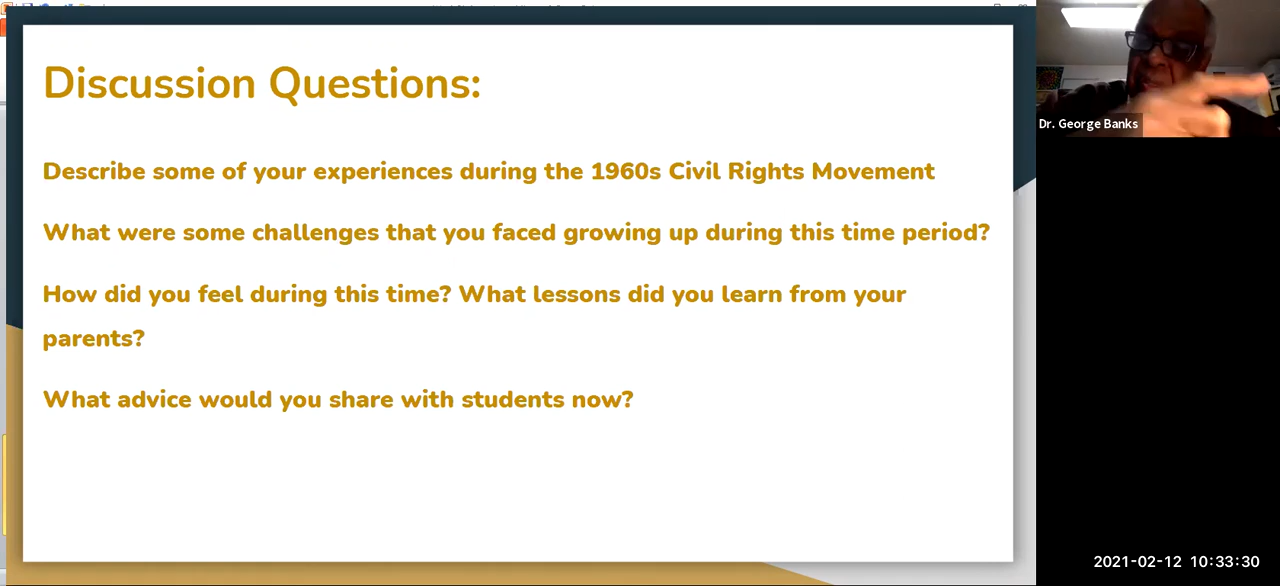 Discussion Questions:
Describe some of your experiences during the 1960s Civil Rights Movement
What were some challenges that you faced growing up during this time period?
How did you feel during this time? What lessons did you learn from your
parents?
What advice would you share with students now?
Dr. George Banks
2021-02-12 10:33:30